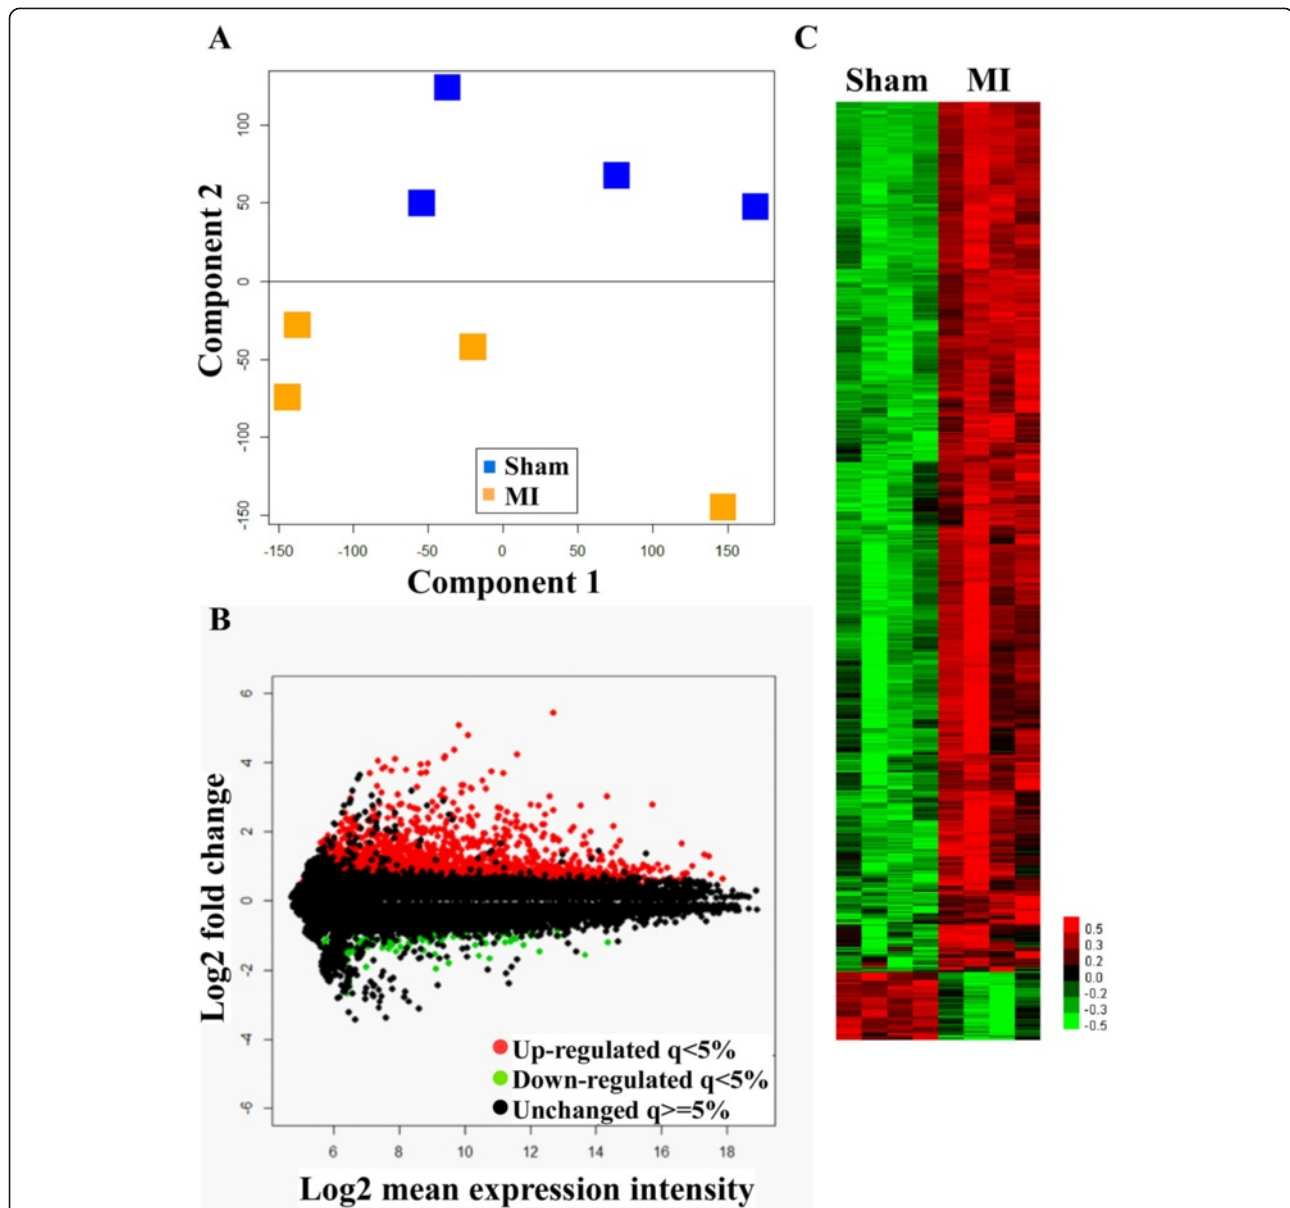 A
Component 2
100
50
0
-50
-100
-150
Sham
MI
-150
-100
-50
0
50
100
150
Component 1
B
Log2 fold change
6
4
2
0
-2
-4
-6
Up-regulated q<5%
Down-regulated q<5%
Unchanged q>=5%
6
8
10
12
14
16
18
Log2 mean expression intensity
C
Sham MI
0.5
0.3
0.2
0.0
-0.2
-0.3
-0.5